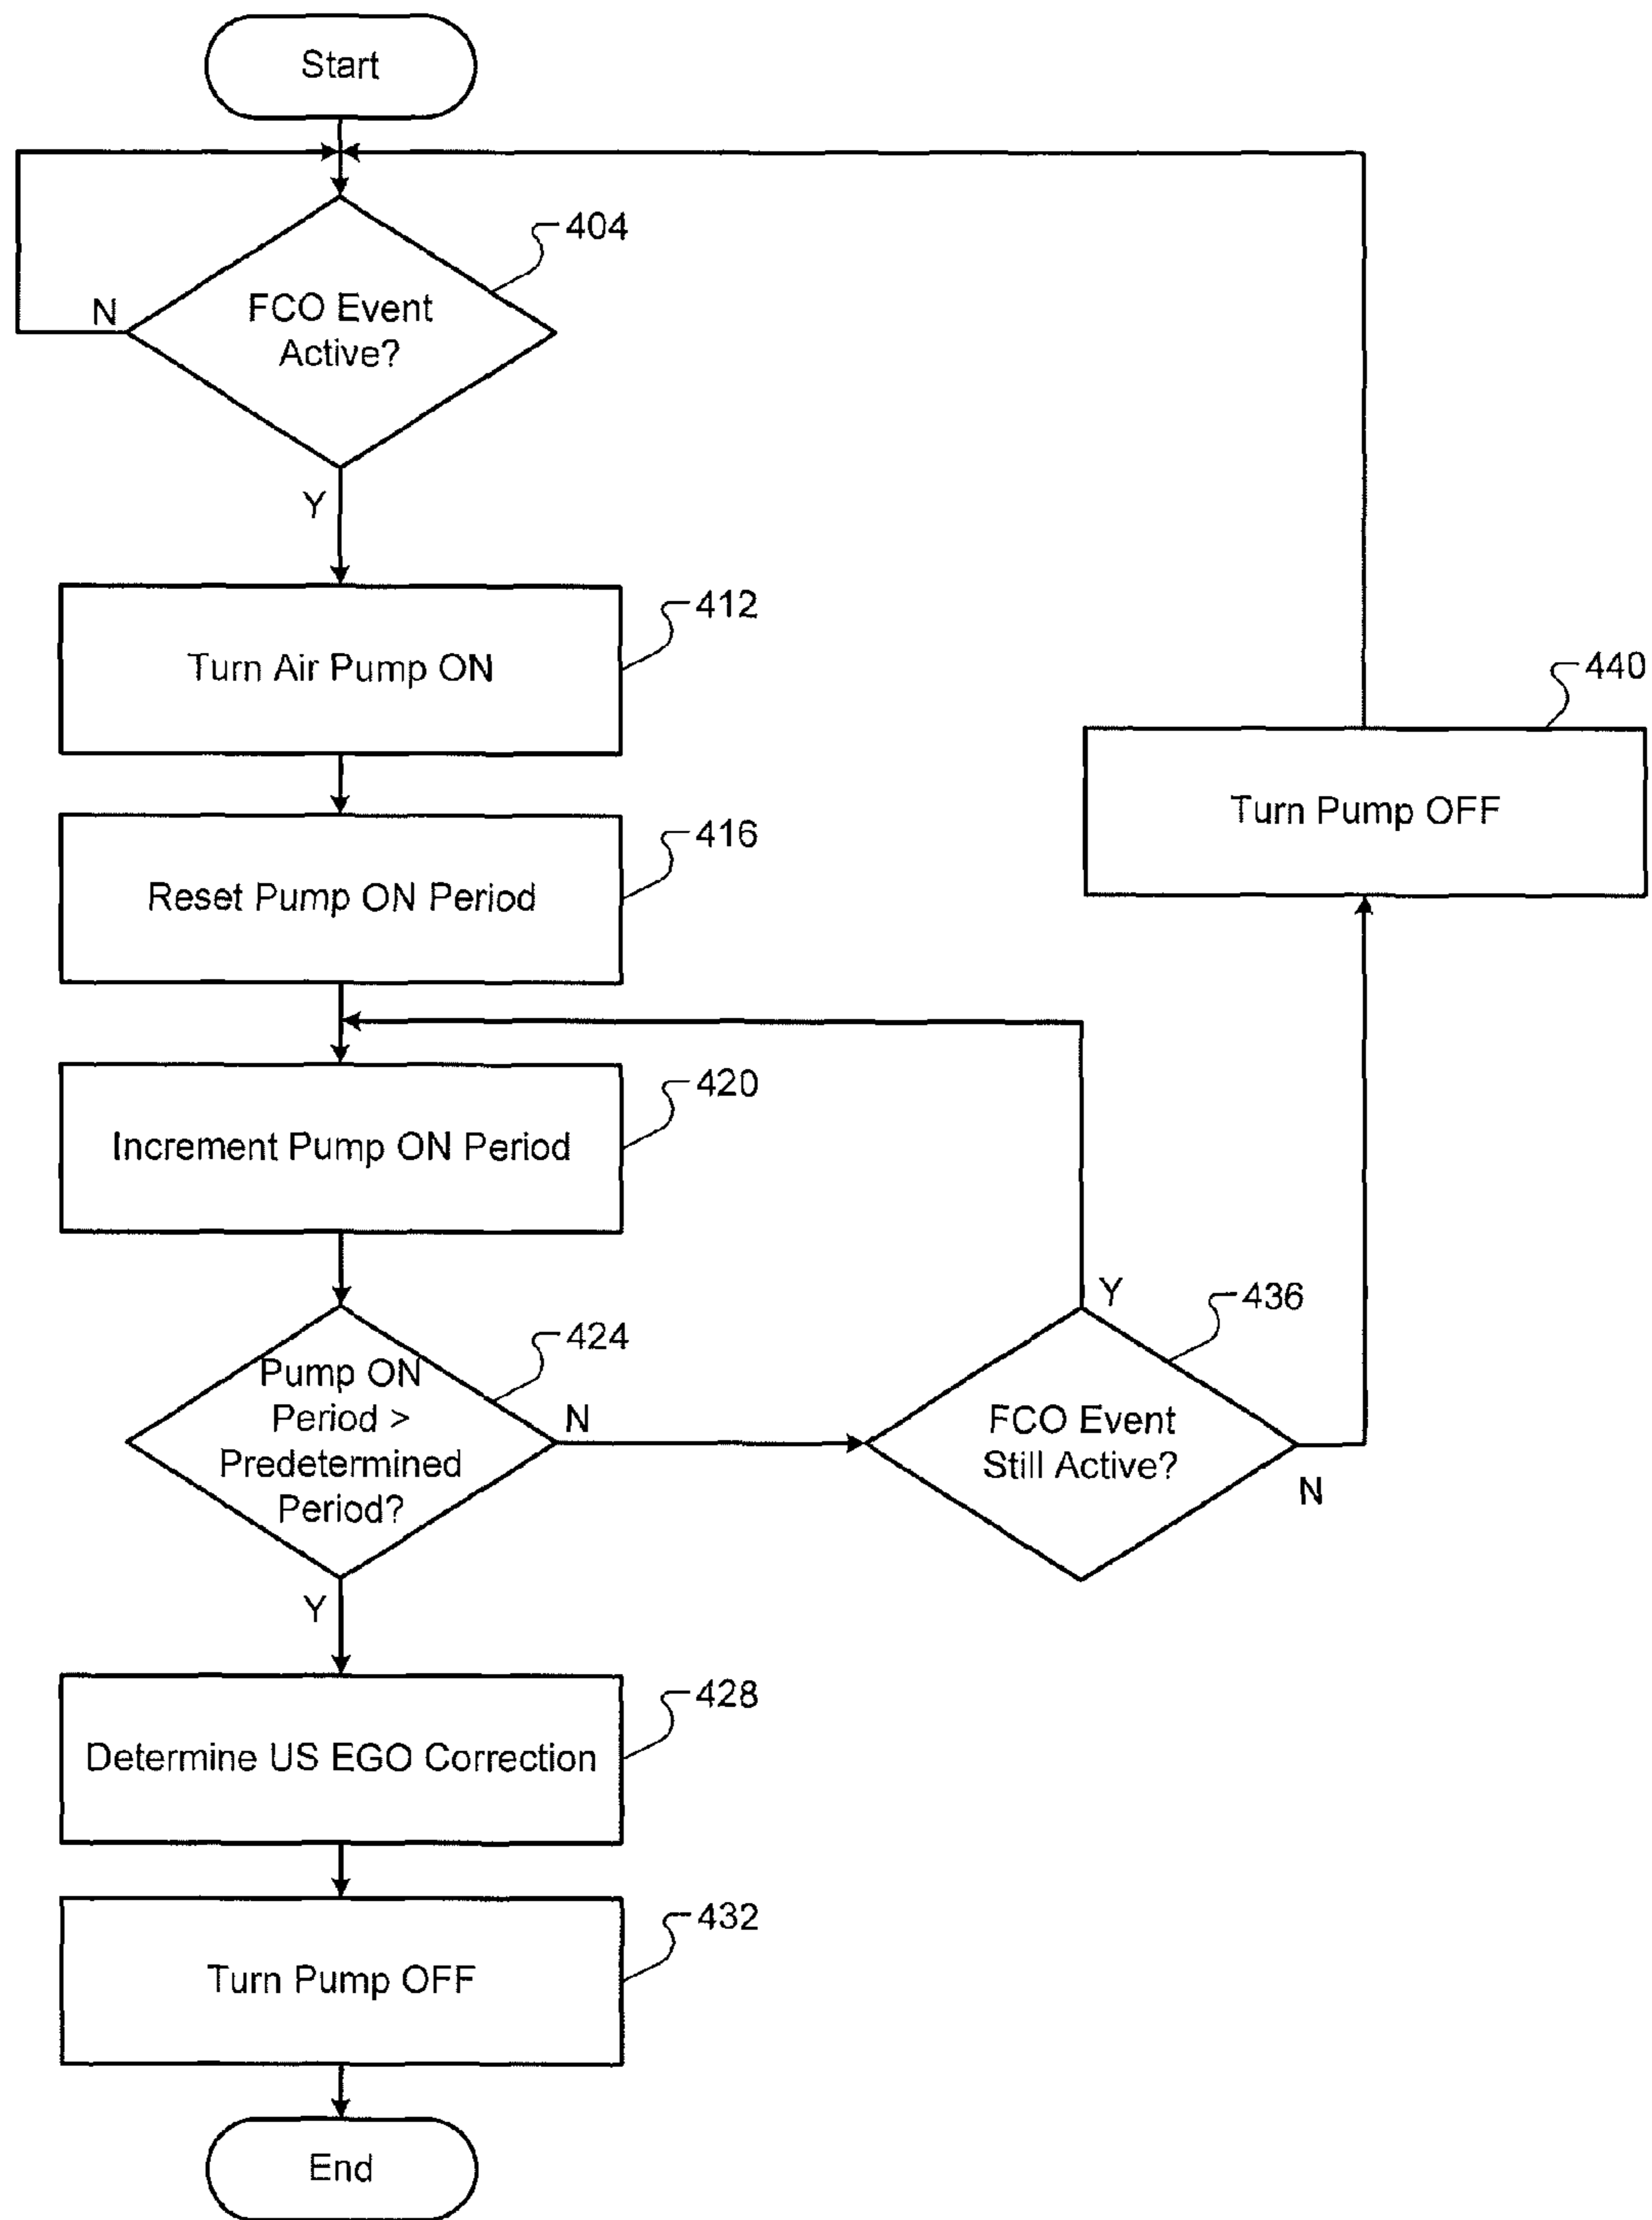 Start
404
N
FCO Event
Active?
Y
412
Turn Air Pump ON
440
Turn Pump OFF
416
Reset Pump ON Period
420
Increment Pump ON Period
424
Pump ON
Period >
Predetermined
Period?
N
Y
436
FCO Event
Still Active?
N
Y
428
Determine US EGO Correction
432
Turn Pump OFF
End